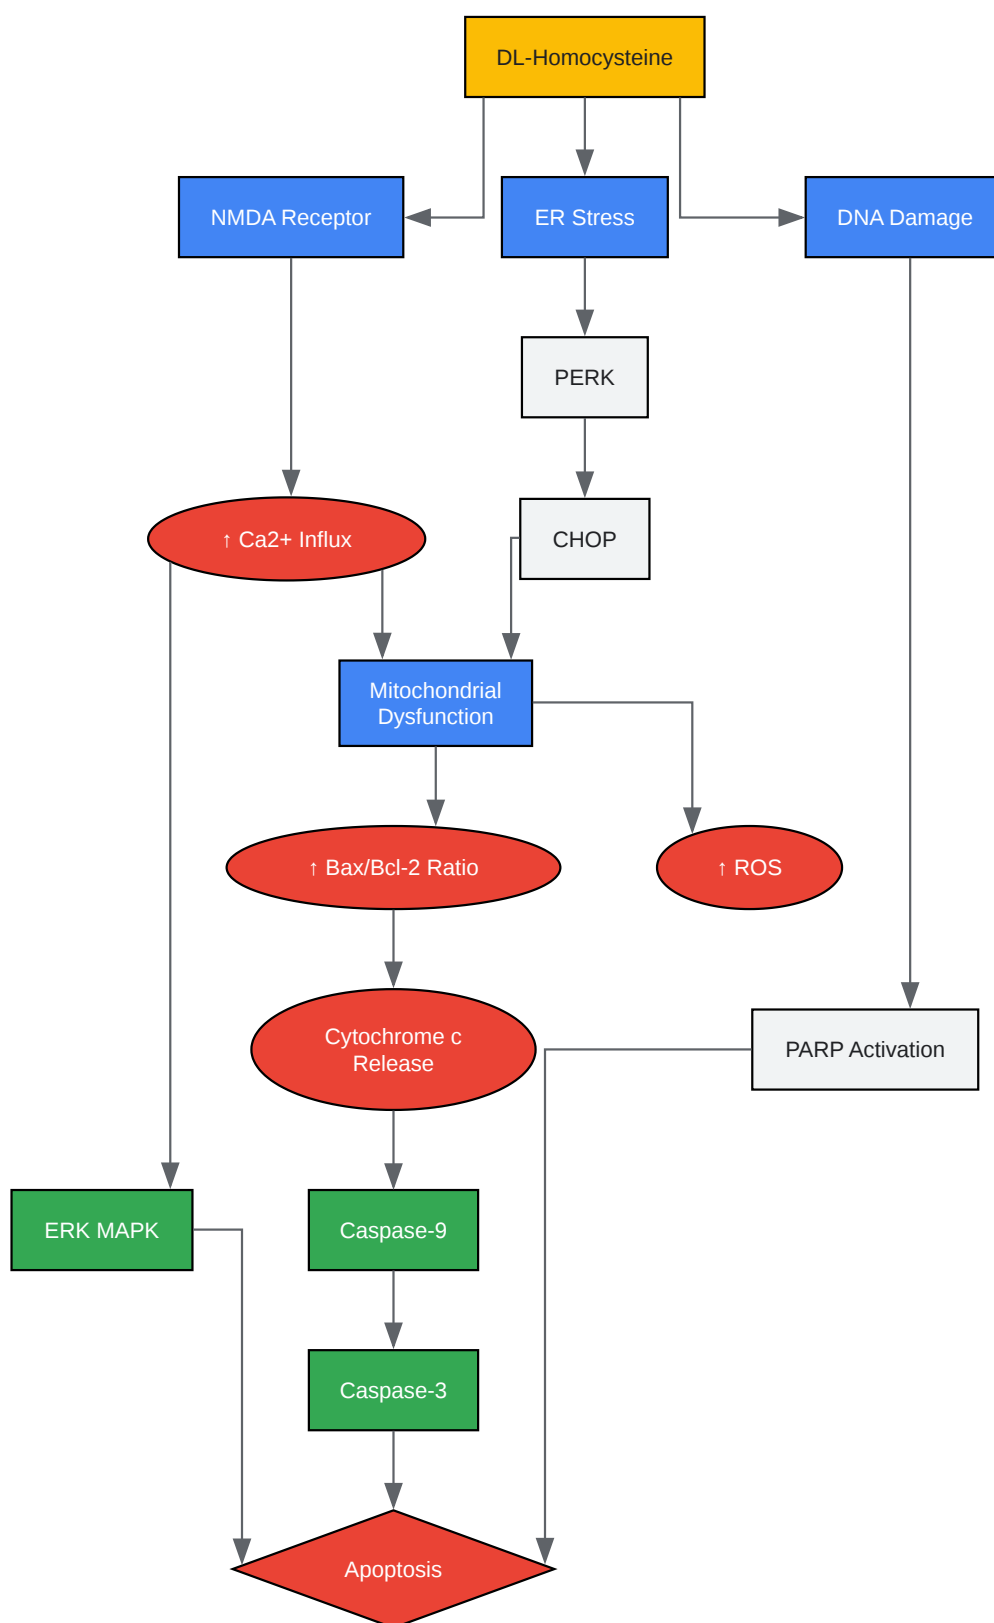 DL-Homocysteine
NMDA Receptor
ER Stress
DNA Damage
PERK
↑ Ca2+ Influx
CHOP
Mitochondrial
Dysfunction
↑ Bax/Bcl-2 Ratio
↑ ROS
Cytochrome c
Release
PARP Activation
ERK MAPK
Caspase-9
Caspase-3
Apoptosis